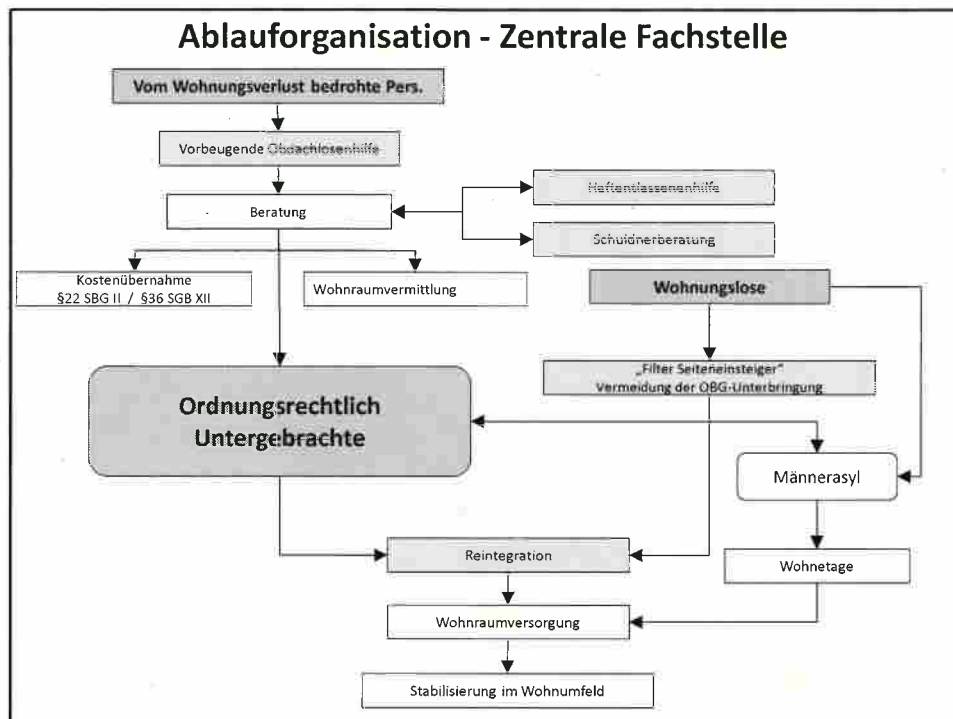 Ablauforganisation - Zentrale Fachstelle
Vom Wohnungsverlust bedrohte Pers.
Vorbeugende Obdachlosenhilfe
Haftentlassenenhilfe
Beratung
Schuldnerberatung
Kostenübernahme
§22 SBG II / §36 SGB XII
Wohnraumvermittlung
Wohnungslose
„Filter Seiteneinsteiger"
Vermeidung der OBG-Unterbringung
Ordnungsrechtlich
Untergebrachte
Männerasyl
Reintegration
Wohnetage
Wohnraumversorgung
Stabilisierung im Wohnumfeld